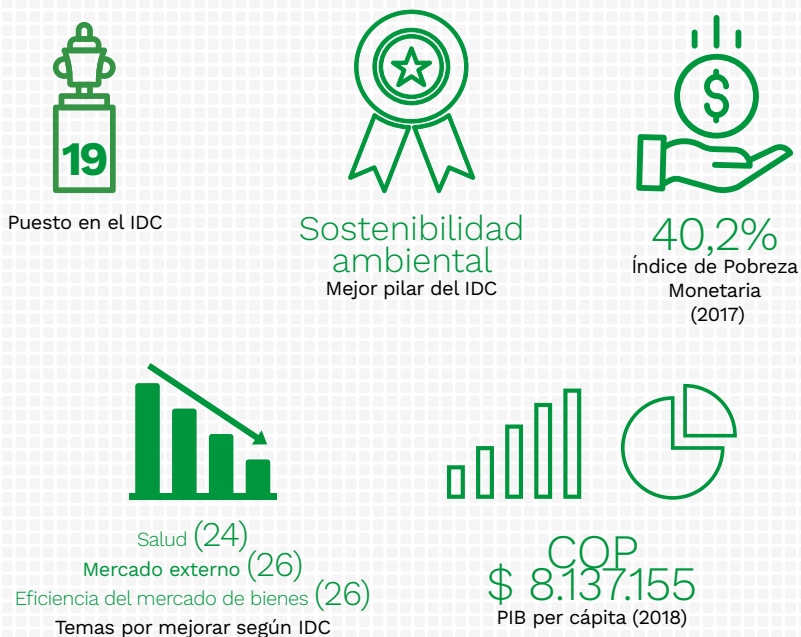 19
Puesto en el IDC
Sostenibilidad
ambiental
Mejor pilar del IDC
$
40,2%
Índice de Pobreza
Monetaria
(2017)
Salud (24)
Mercado externo (26)
Eficiencia del mercado de bienes (26)
Temas por mejorar según IDC
COP
$ 8.137.155
PIB per cápita (2018)